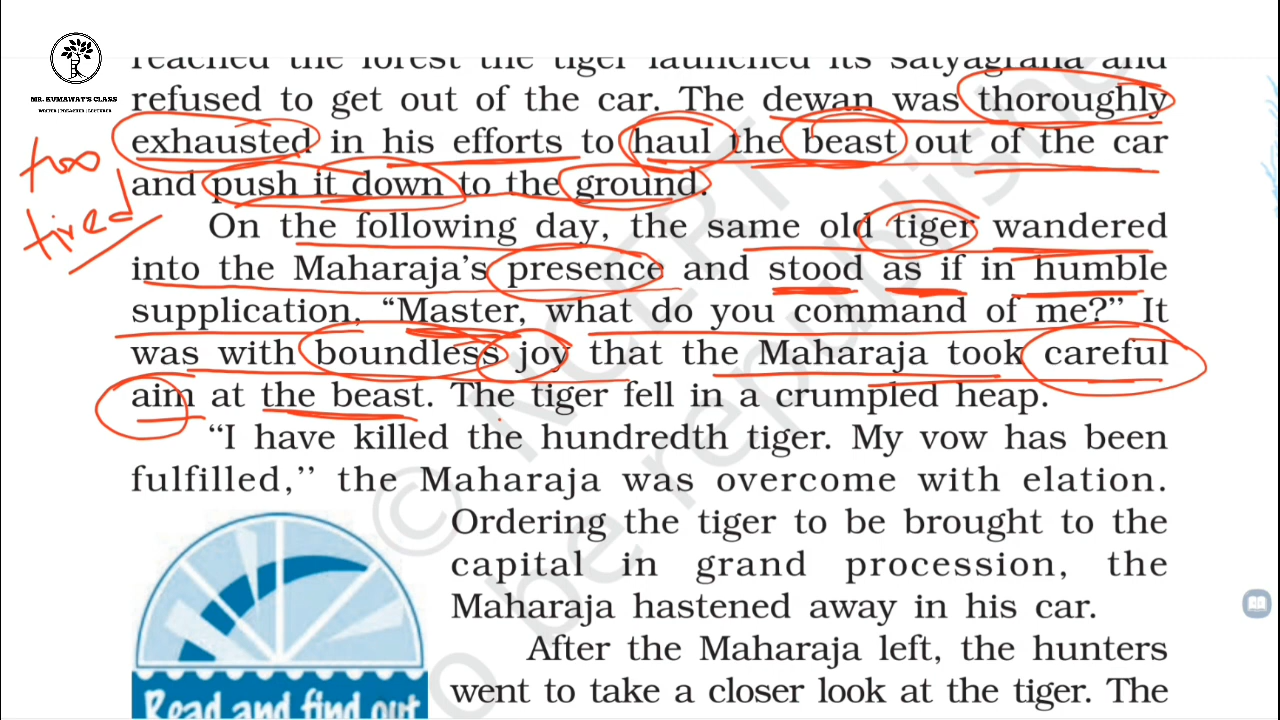 reached the forest the tiger launched its satyagraha and
MR. KUMAWAT'S CLASS
WRITER | PREACHER | LECTURER
refused to get out of the car. The dewan was thoroughly
exhausted in his efforts to haul the beast out of the car
too
and push it down to the ground.
tired
On the following day, the same old tiger wandered
into the Maharaja's presence and stood as if in humble
supplication, “Master, what do you command of me?” It
was with boundless joy that the Maharaja took careful
aim at the beast. The tiger fell in a crumpled heap.
“I have killed the hundredth tiger. My vow has been
fulfilled,’’ the Maharaja was overcome with elation.
Ordering the tiger to be brought to the
capital in grand procession, the
Maharaja hastened away in his car.
After the Maharaja left, the hunters
went to take a closer look at the tiger. The
Read and find out
© NCERT
o be republished